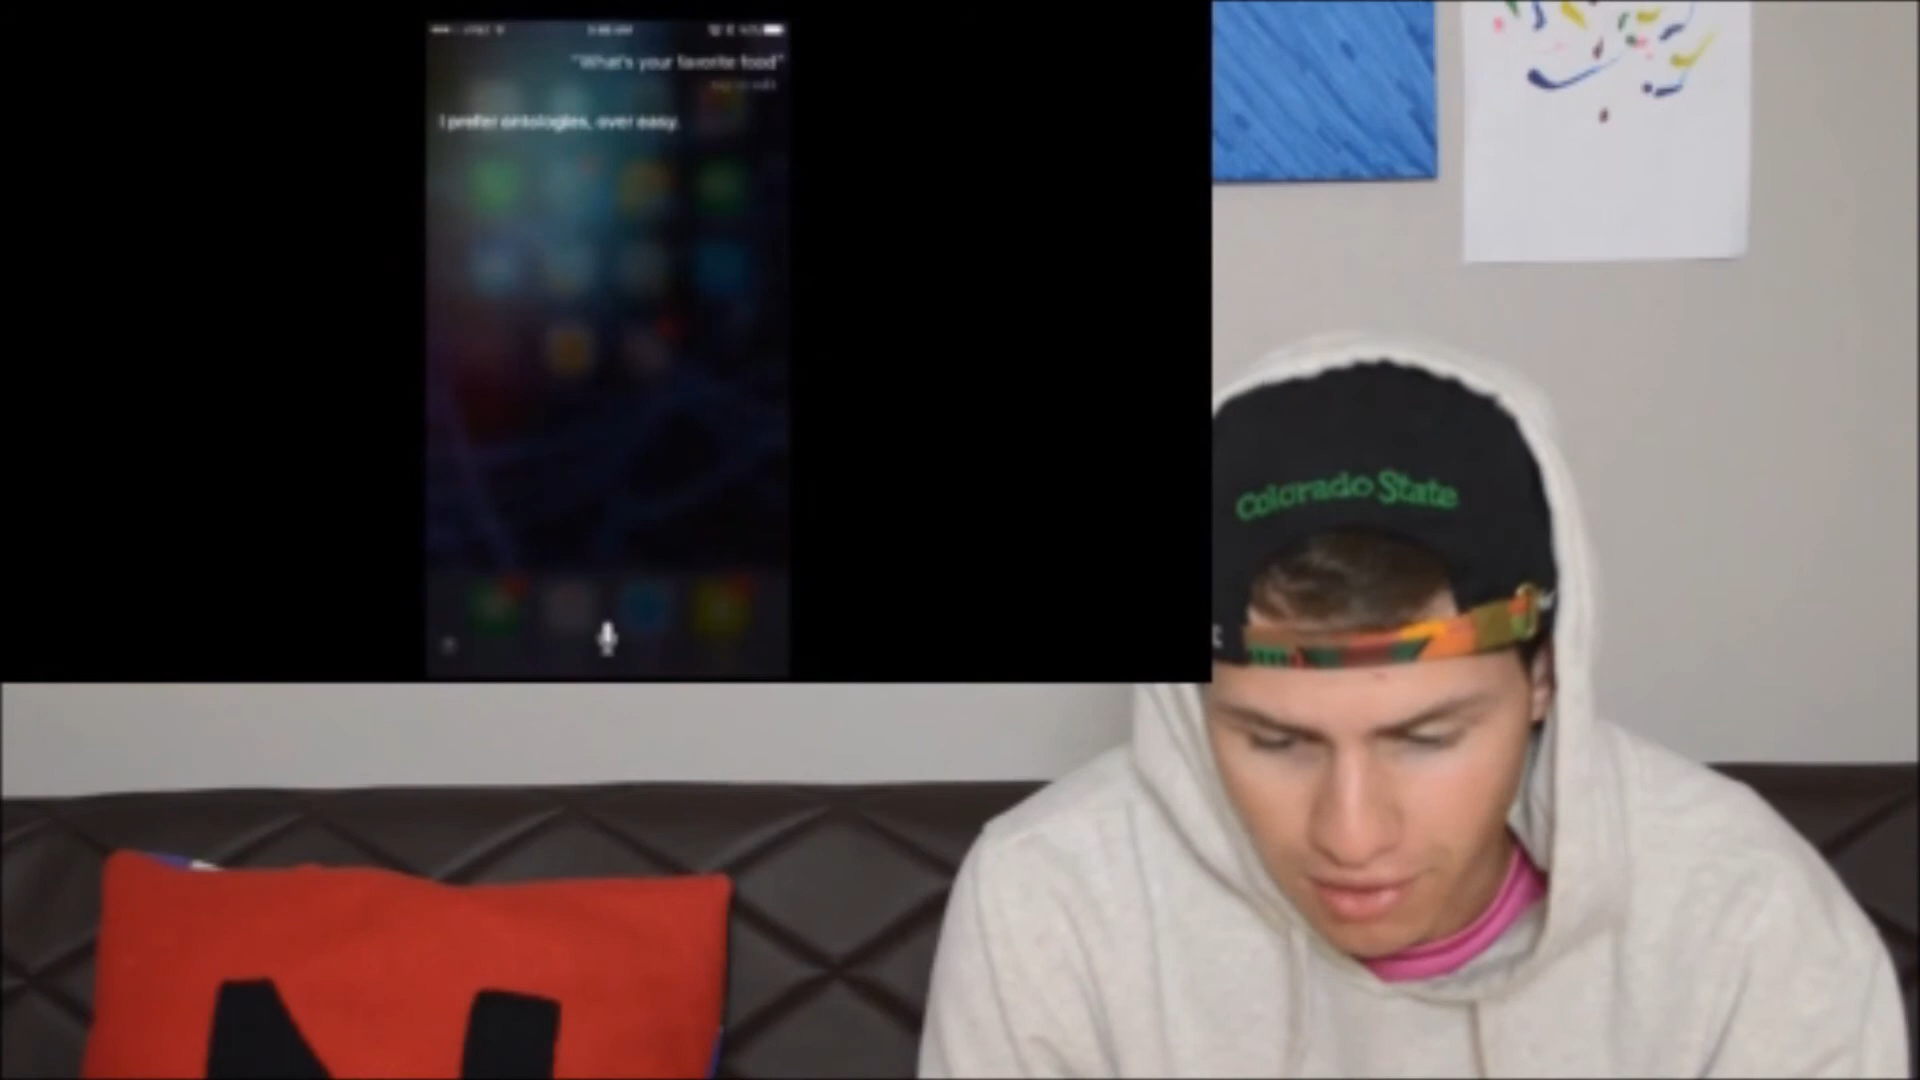 "What's your favorite food"
I prefer ontologies, over easy.
Colorado State
N